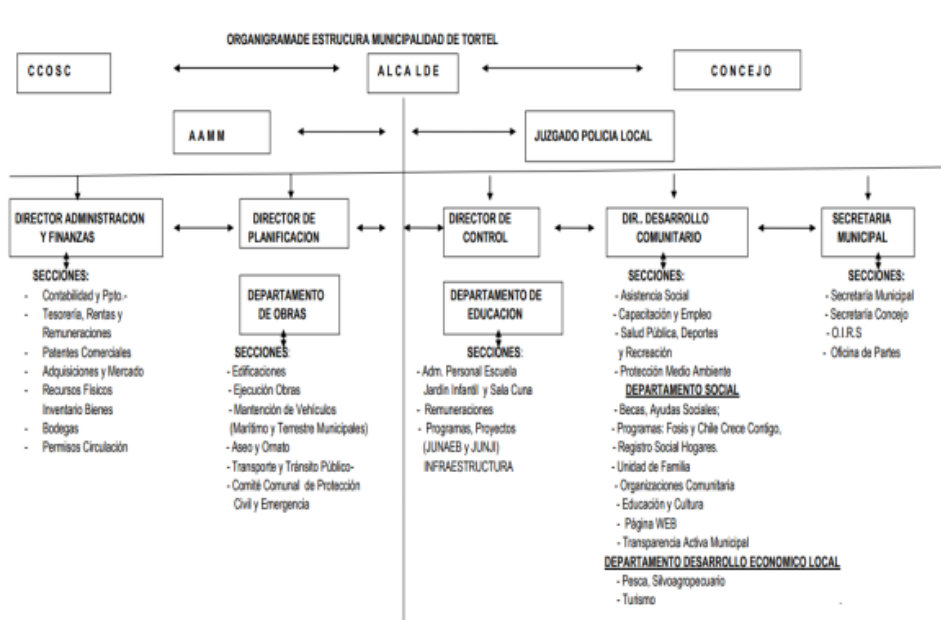 ORGANIGRAMADE ESTRUCURA MUNICIPALIDAD DE TORTEL
CCOSC
ALCALDE
CONCEJO
AAMM
JUZGADO POLICIA LOCAL
DIRECTOR ADMINISTRACION
Y FINANZAS
SECCIONES:
- Contabilidad y Ppto.-
- Tesorería, Rentas y
Remuneraciones
- Patentes Comerciales
- Adquisiciones y Mercado
- Recursos Físicos
Inventario Bienes
- Bodegas
- Permisos Circulación
DIRECTOR DE
PLANIFICACION
DEPARTAMENTO
DE OBRAS
SECCIONES:
- Edificaciones
- Ejecución Obras
- Mantención de Vehículos
(Marítimo y Terrestre Municipales)
- Aseo y Ornato
- Transporte y Tránsito Público-
- Comité Comunal de Protección
Civil y Emergencia
DIRECTOR DE
CONTROL
DEPARTAMENTO DE
EDUCACION
SECCIONES:
- Adm. Personal Escuela
Jardin Infantil y Sala Cuna
- Remuneraciones
- Programas, Proyectos
(JUNAEB y JUNJI)
INFRAESTRUCTURA
DIR.. DESARROLLO
COMUNITARIO
SECCIONES:
- Asistencia Social
- Capacitación y Empleo
- Salud Pública, Deportes
y Recreación
- Protección Medio Ambiente
DEPARTAMENTO SOCIAL
- Becas, Ayudas Sociales;
- Programas: Fosis y Chile Crece Contigo,
- Registro Social Hogares.
- Unidad de Familia
- Organizaciones Comunitaria
- Educación y Cultura
- Página WEB
- Transparencia Activa Municipal
DEPARTAMENTO DESARROLLO ECONOMICO LOCAL
- Pesca, Silvoagropecuario
- Turismo
SECRETARIA
MUNICIPAL
SECCIONES:
- Secretaría Municipal
- Secretaría Concejo
- O.I.R.S
- Oficina de Partes